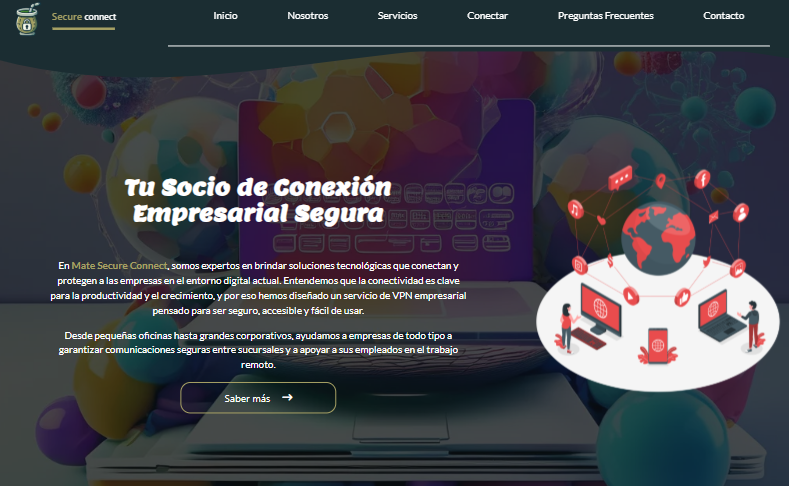 Secure connect
Inicio
Nosotros
Servicios
Conectar
Preguntas Frecuentes
Contacto
Tu Socio de Conexión
Empresarial Segura
En Mate Secure Connect, somos expertos en brindar soluciones tecnológicas que conectan y
protegen a las empresas en el entorno digital actual. Entendemos que la conectividad es clave
para la productividad y el crecimiento, y por eso hemos diseñado un servicio de VPN empresarial
pensado para ser seguro, accesible y fácil de usar.
Desde pequeñas oficinas hasta grandes corporativos, ayudamos a empresas de todo tipo a
garantizar comunicaciones seguras entre sucursales y a apoyar a sus empleados en el trabajo
remoto.
Saber más →